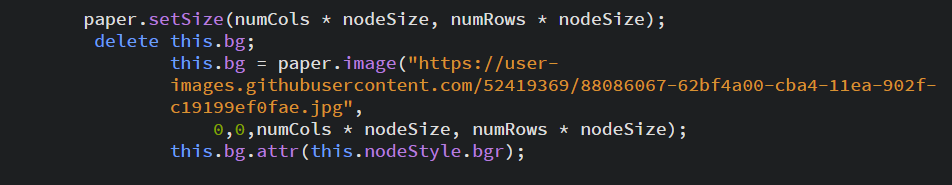 paper.setSize(numCols * nodeSize, numRows * nodeSize);
delete this.bg;
this.bg = paper.image("https://user-
images.githubusercontent.com/52419369/88086067-62bf4a00-cba4-11ea-902f-
c19199ef0fae.jpg",
0,0,numCols * nodeSize, numRows * nodeSize);
this.bg.attr(this.nodeStyle.bgr);